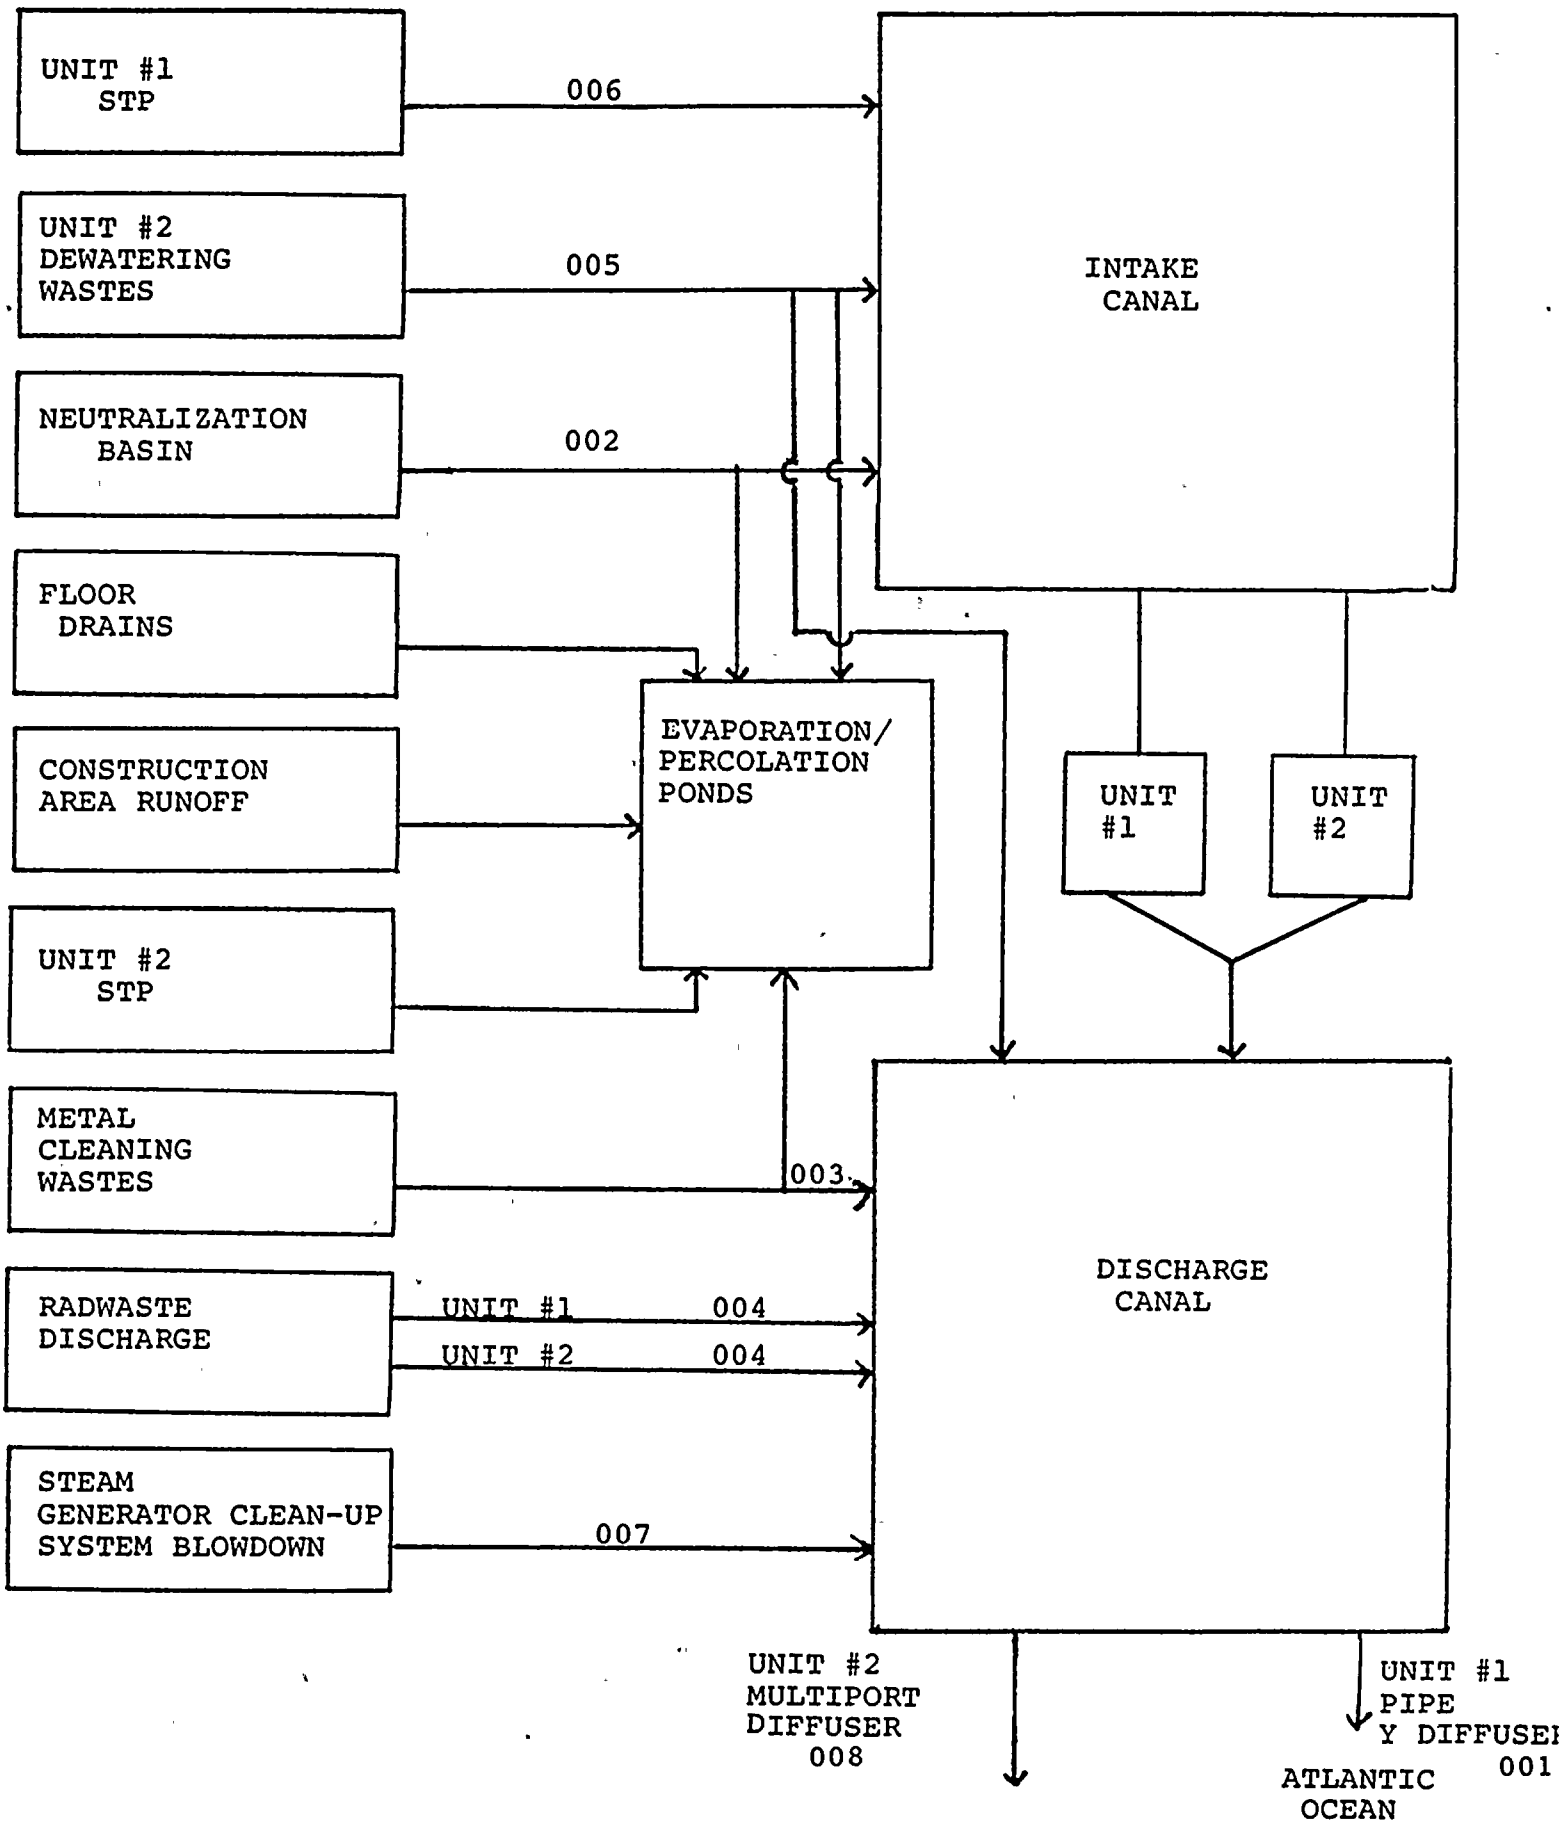 UNIT #1
STP
006
UNIT #2
DEWATERING
WASTES
005
INTAKE
CANAL
NEUTRALIZATION
BASIN
002
FLOOR
DRAINS
CONSTRUCTION
AREA RUNOFF
EVAPORATION/
PERCOLATION
PONDS
UNIT
#1
UNIT
#2
UNIT #2
STP
METAL
CLEANING
WASTES
003
DISCHARGE
CANAL
RADWASTE
DISCHARGE
UNIT #1 004
UNIT #2 004
STEAM
GENERATOR CLEAN-UP
SYSTEM BLOWDOWN
007
UNIT #2
MULTIPORT
DIFFUSER
008
UNIT #1
PIPE
Y DIFFUSER
001
ATLANTIC
OCEAN